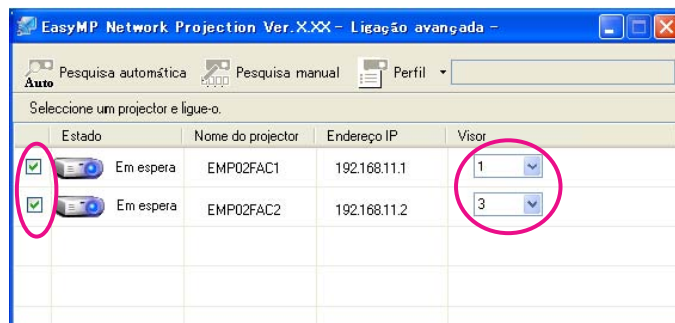 EasyMP Network Projection Ver.X.XX - Ligação avançada -
Auto Pesquisa automática Pesquisa manual Perfil
Seleccione um projector e ligue-o.
Estado Nome do projector Endereço IP Visor
Em espera EMP02FAC1 192.168.11.1 1
Em espera EMP02FAC2 192.168.11.2 3